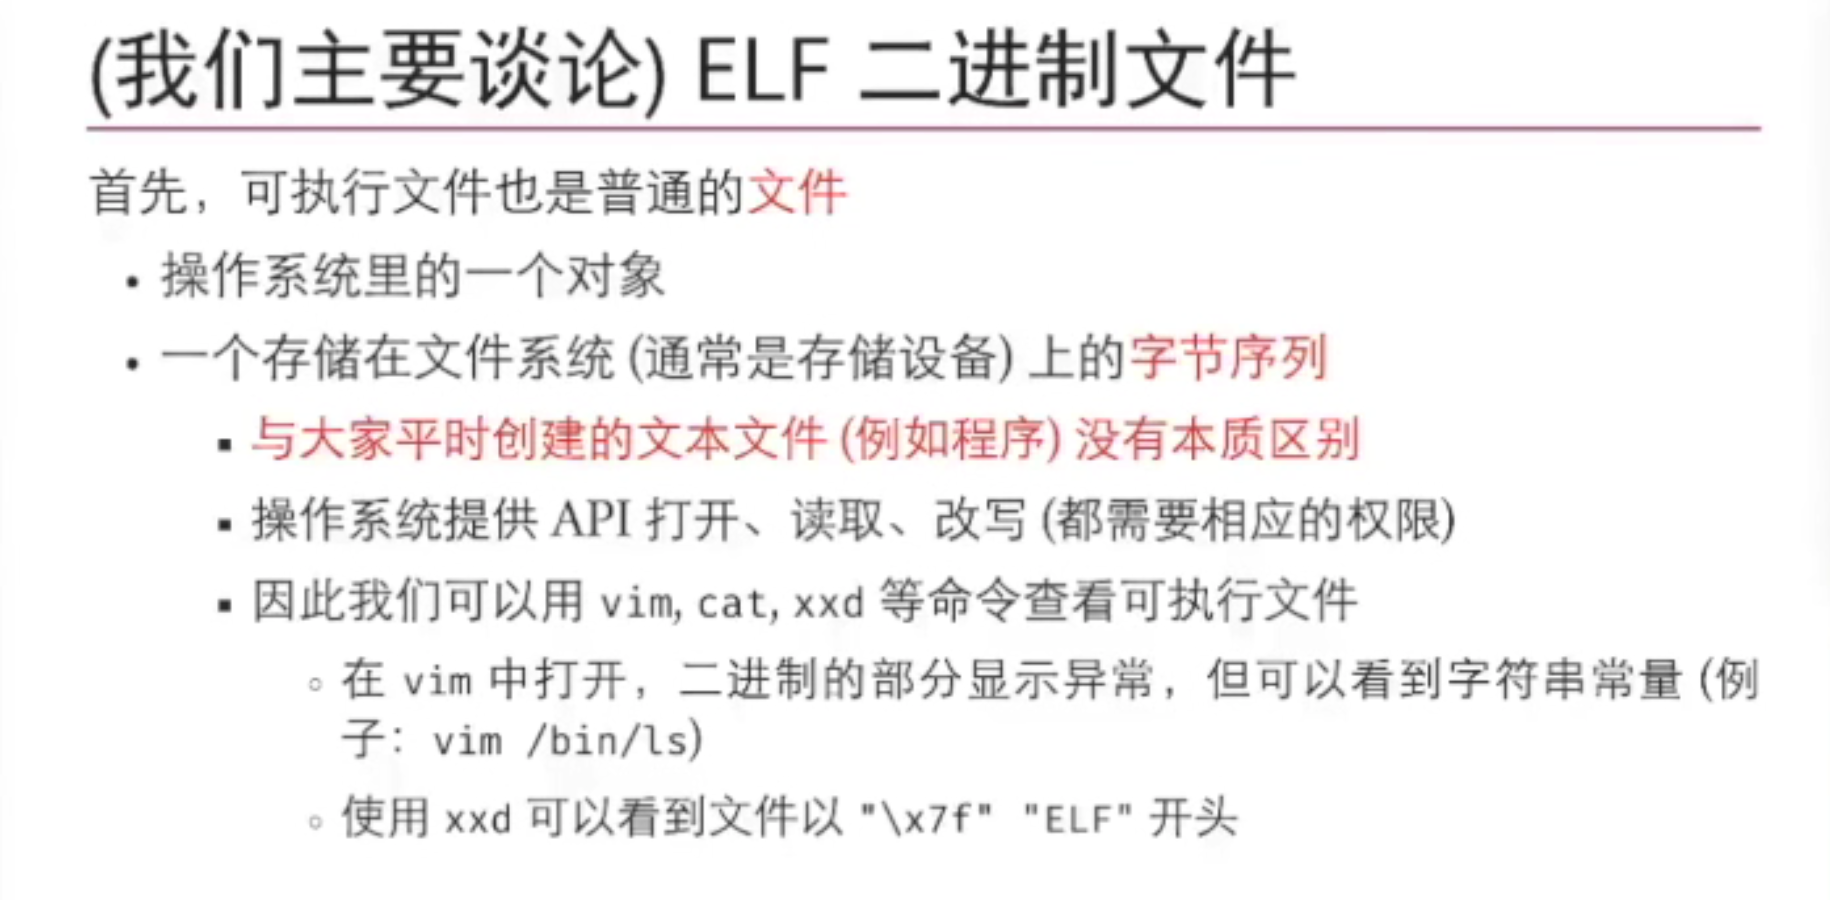 (我们主要谈论) ELF 二进制文件
首先，可执行文件也是普通的文件
• 操作系统里的一个对象
• 一个存储在文件系统 (通常是存储设备) 上的字节序列
▪ 与大家平时创建的文本文件 (例如程序) 没有本质区别
▪ 操作系统提供 API 打开、读取、改写 (都需要相应的权限)
▪ 因此我们可以用 vim, cat, xxd 等命令查看可执行文件
◦ 在 vim 中打开，二进制的部分显示异常，但可以看到字符串常量 (例
子：vim /bin/ls)
◦ 使用 xxd 可以看到文件以 "\x7f" "ELF" 开头